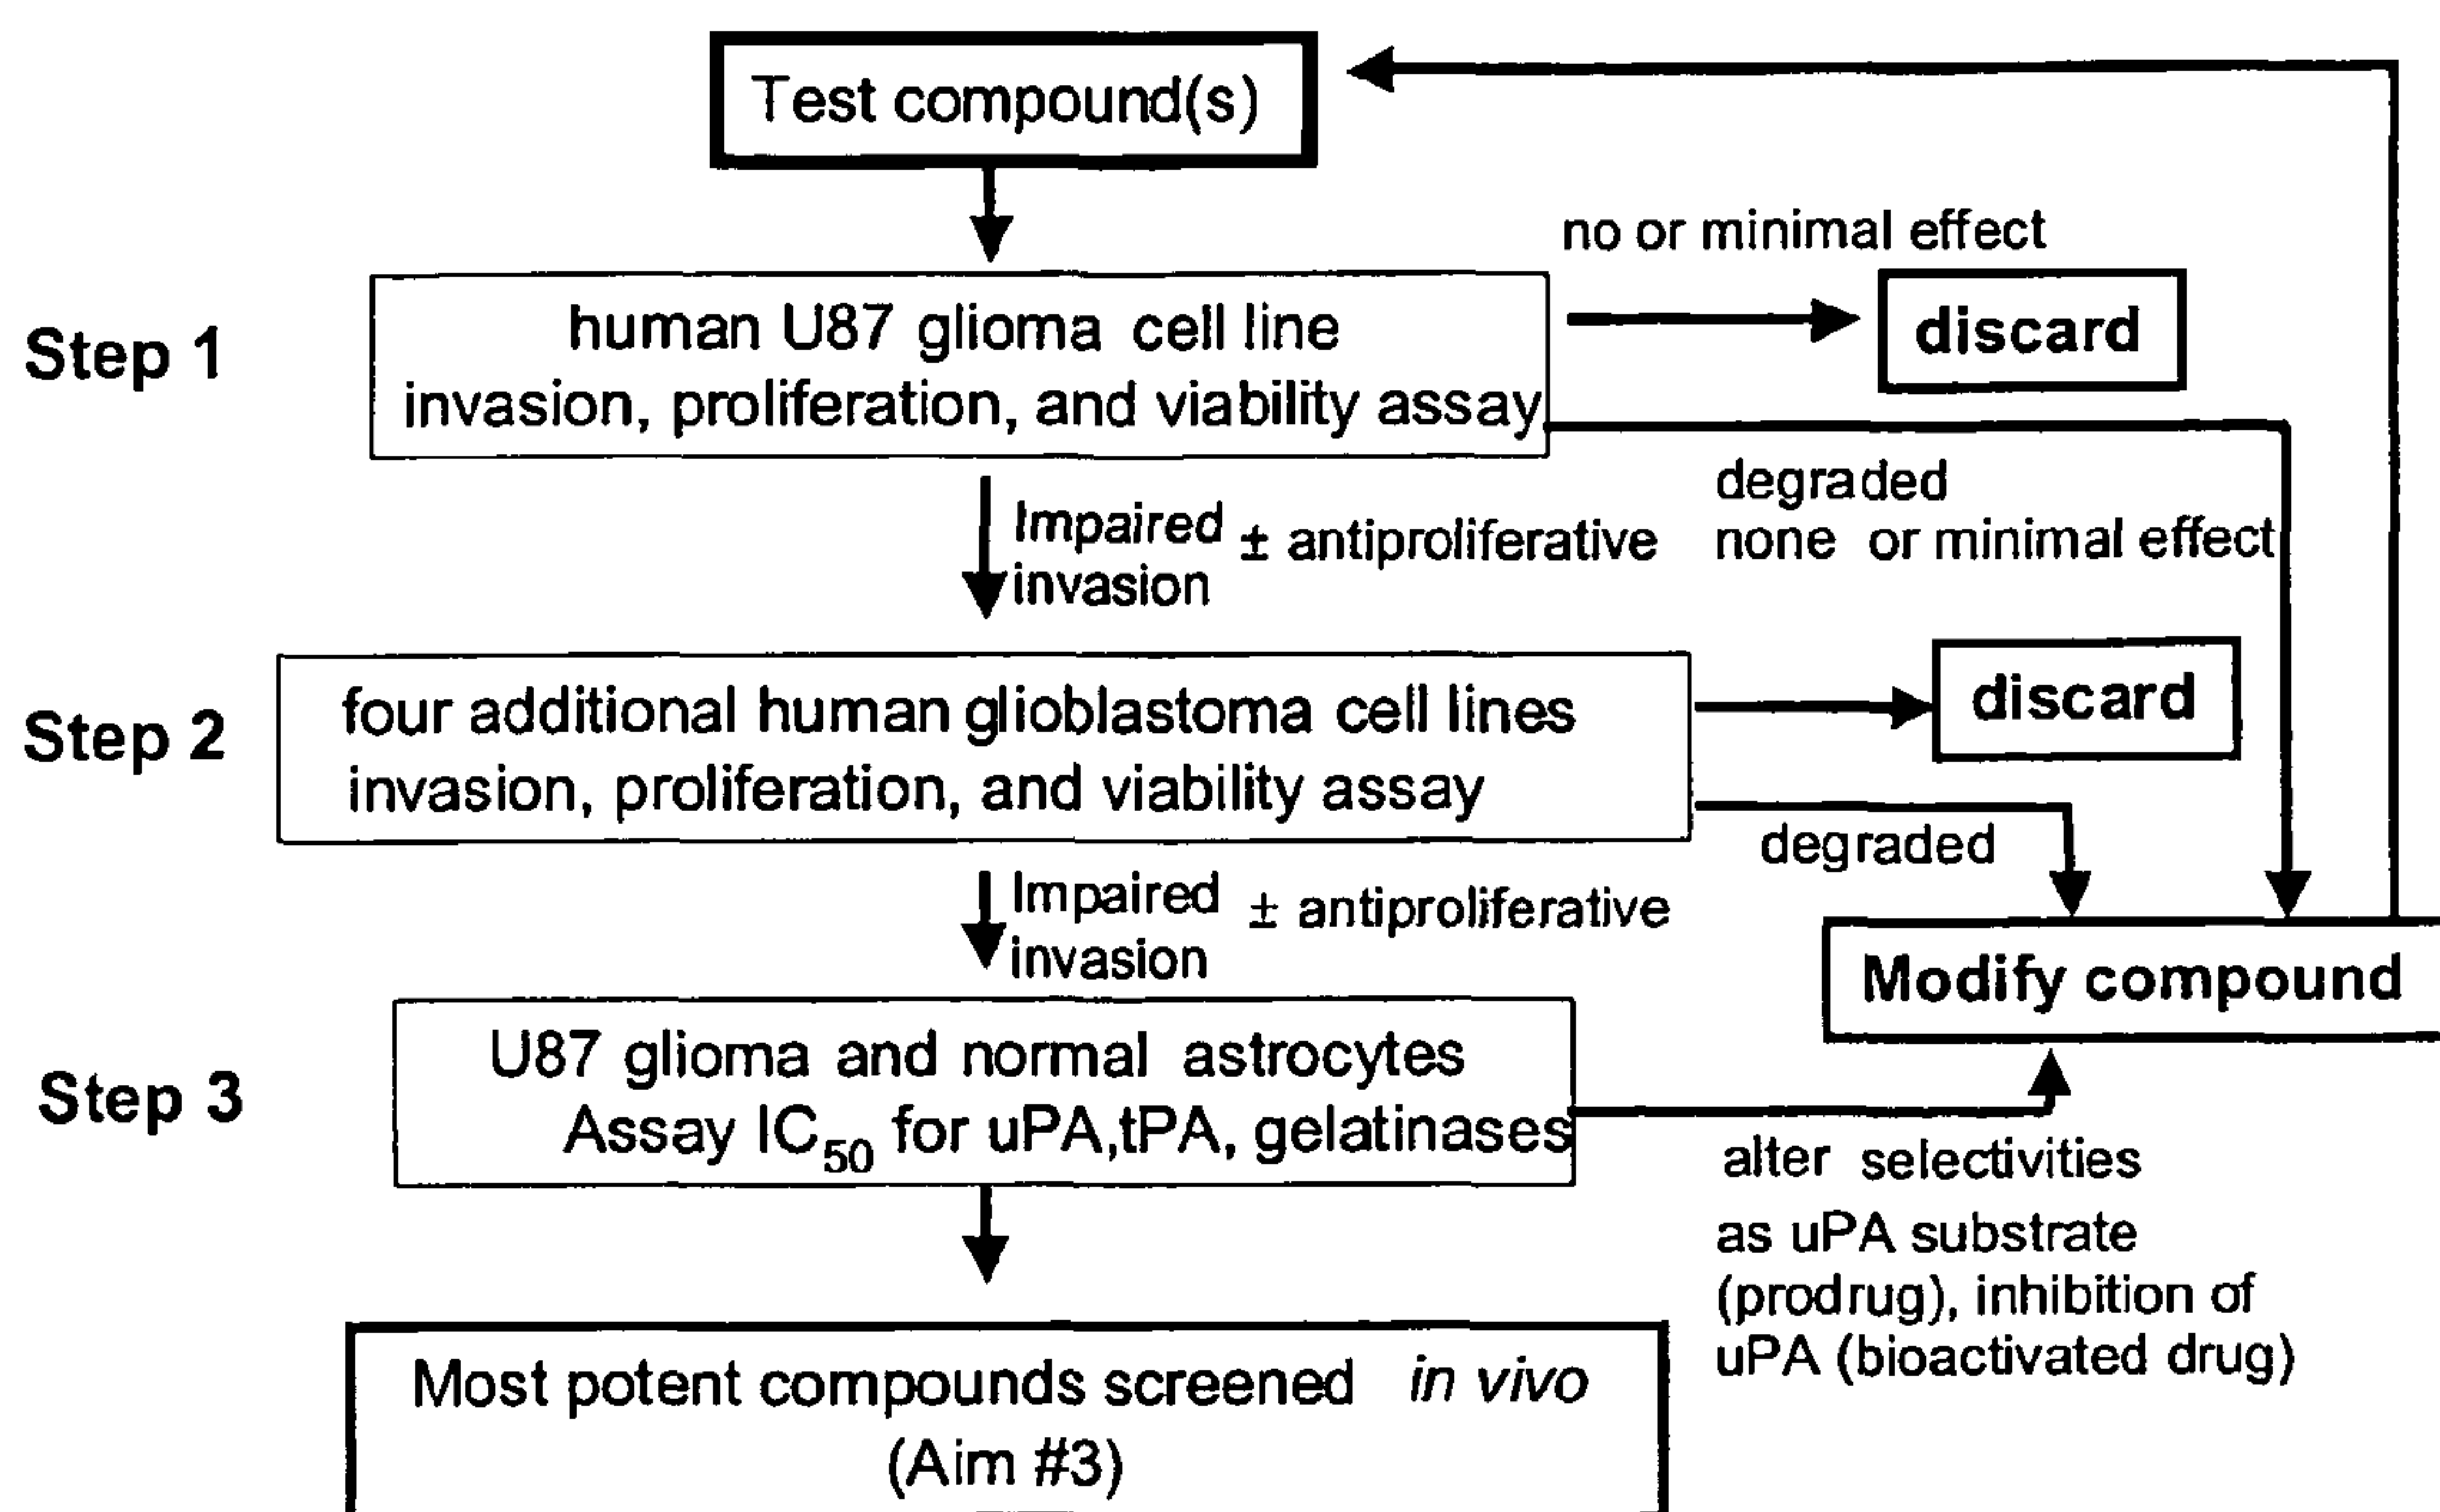 Test compound(s)
no or minimal effect
Step 1
human U87 glioma cell line
invasion, proliferation, and viability assay
discard
degraded
none or minimal effect
Impaired ± antiproliferative
invasion
Step 2
four additional human glioblastoma cell lines
invasion, proliferation, and viability assay
discard
degraded
Impaired ± antiproliferative
invasion
Modify compound
Step 3
U87 glioma and normal astrocytes
Assay IC50 for uPA,tPA, gelatinases
alter selectivities
as uPA substrate
(prodrug), inhibition of
uPA (bioactivated drug)
Most potent compounds screened in vivo
(Aim #3)